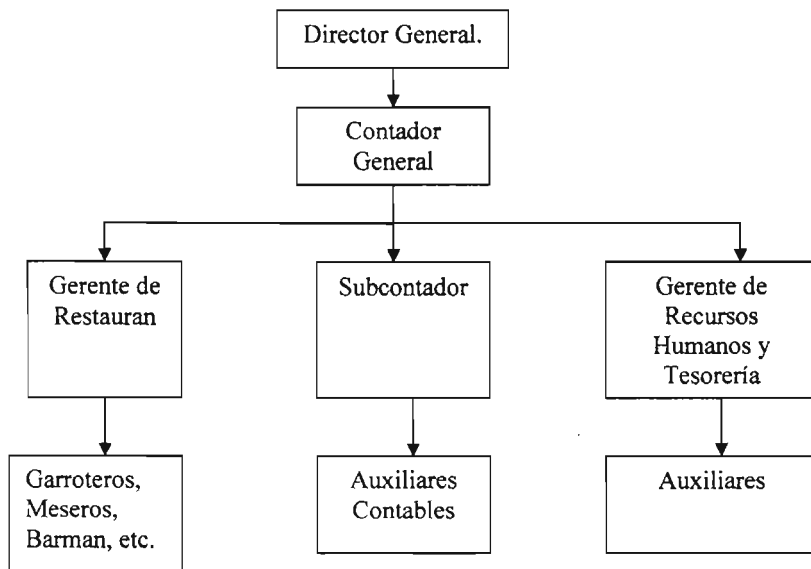 Director General.
Contador
General
Gerente de
Restauran
Subcontador
Gerente de
Recursos
Humanos y
Tesorería
Garroteros,
Meseros,
Barman, etc.
Auxiliares
Contables
Auxiliares